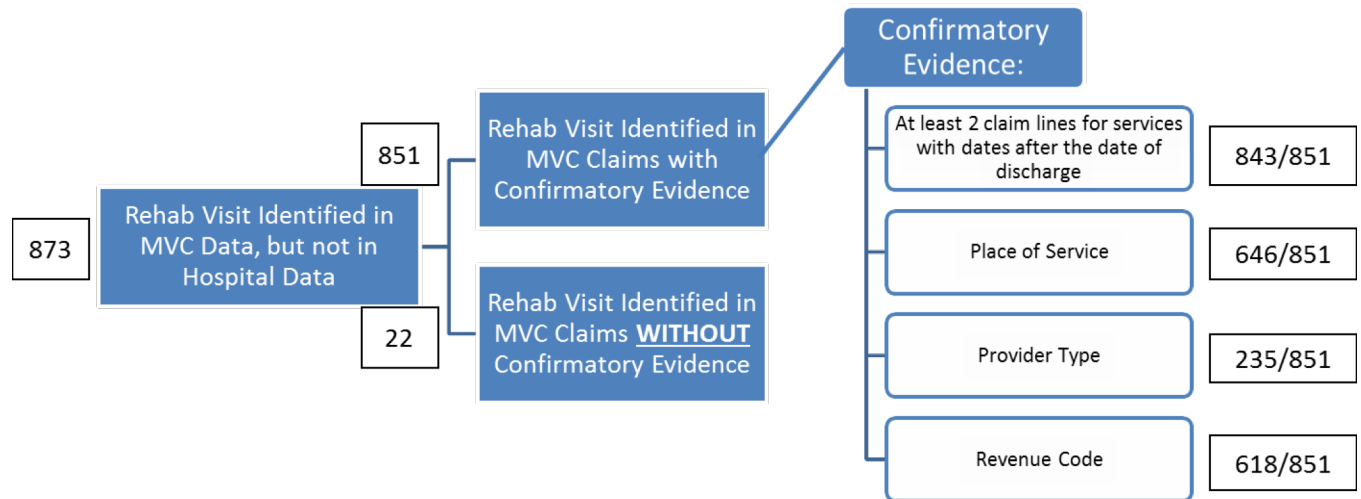 873
Rehab Visit Identified in
MVC Data, but not in
Hospital Data
851
Rehab Visit Identified in
MVC Claims with
Confirmatory Evidence
22
Rehab Visit Identified in
MVC Claims WITHOUT
Confirmatory Evidence
Confirmatory
Evidence:
At least 2 claim lines for services
with dates after the date of
discharge
843/851
Place of Service
646/851
Provider Type
235/851
Revenue Code
618/851